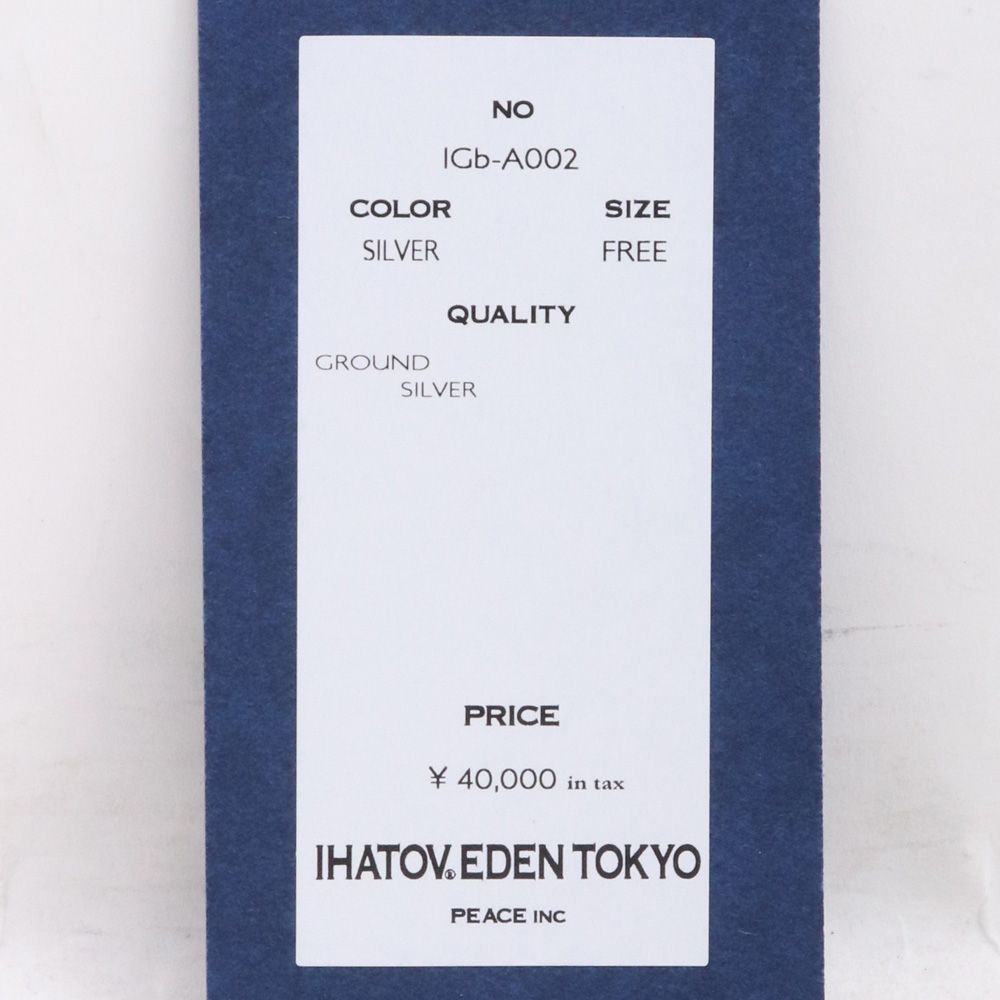 NO
IGb-A002
COLOR SIZE
SILVER FREE
QUALITY
GROUND
SILVER
PRICE
¥ 40,000 in tax
IHATOV® EDEN TOKYO
PEACE INC